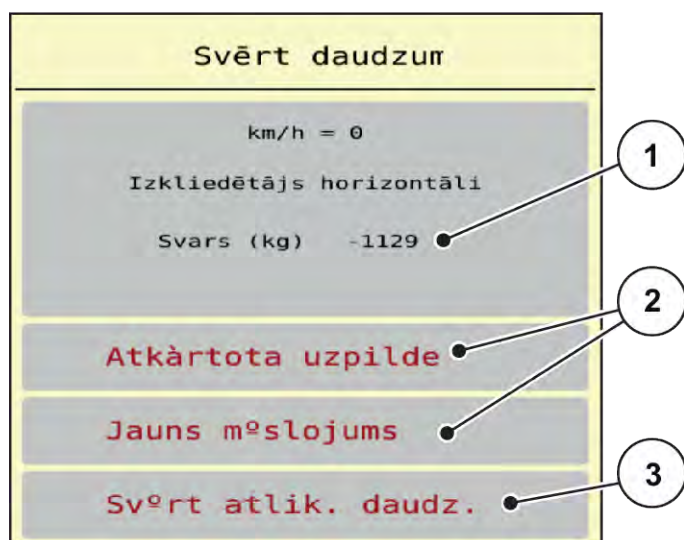 Svērt daudzum
km/h = 0
Izkliedētājs horizontāli
Svars (kg) -1129
1
2
Atkàrtota uzpilde
Jauns mºslojums
3
Svºrt atlik. daudz.